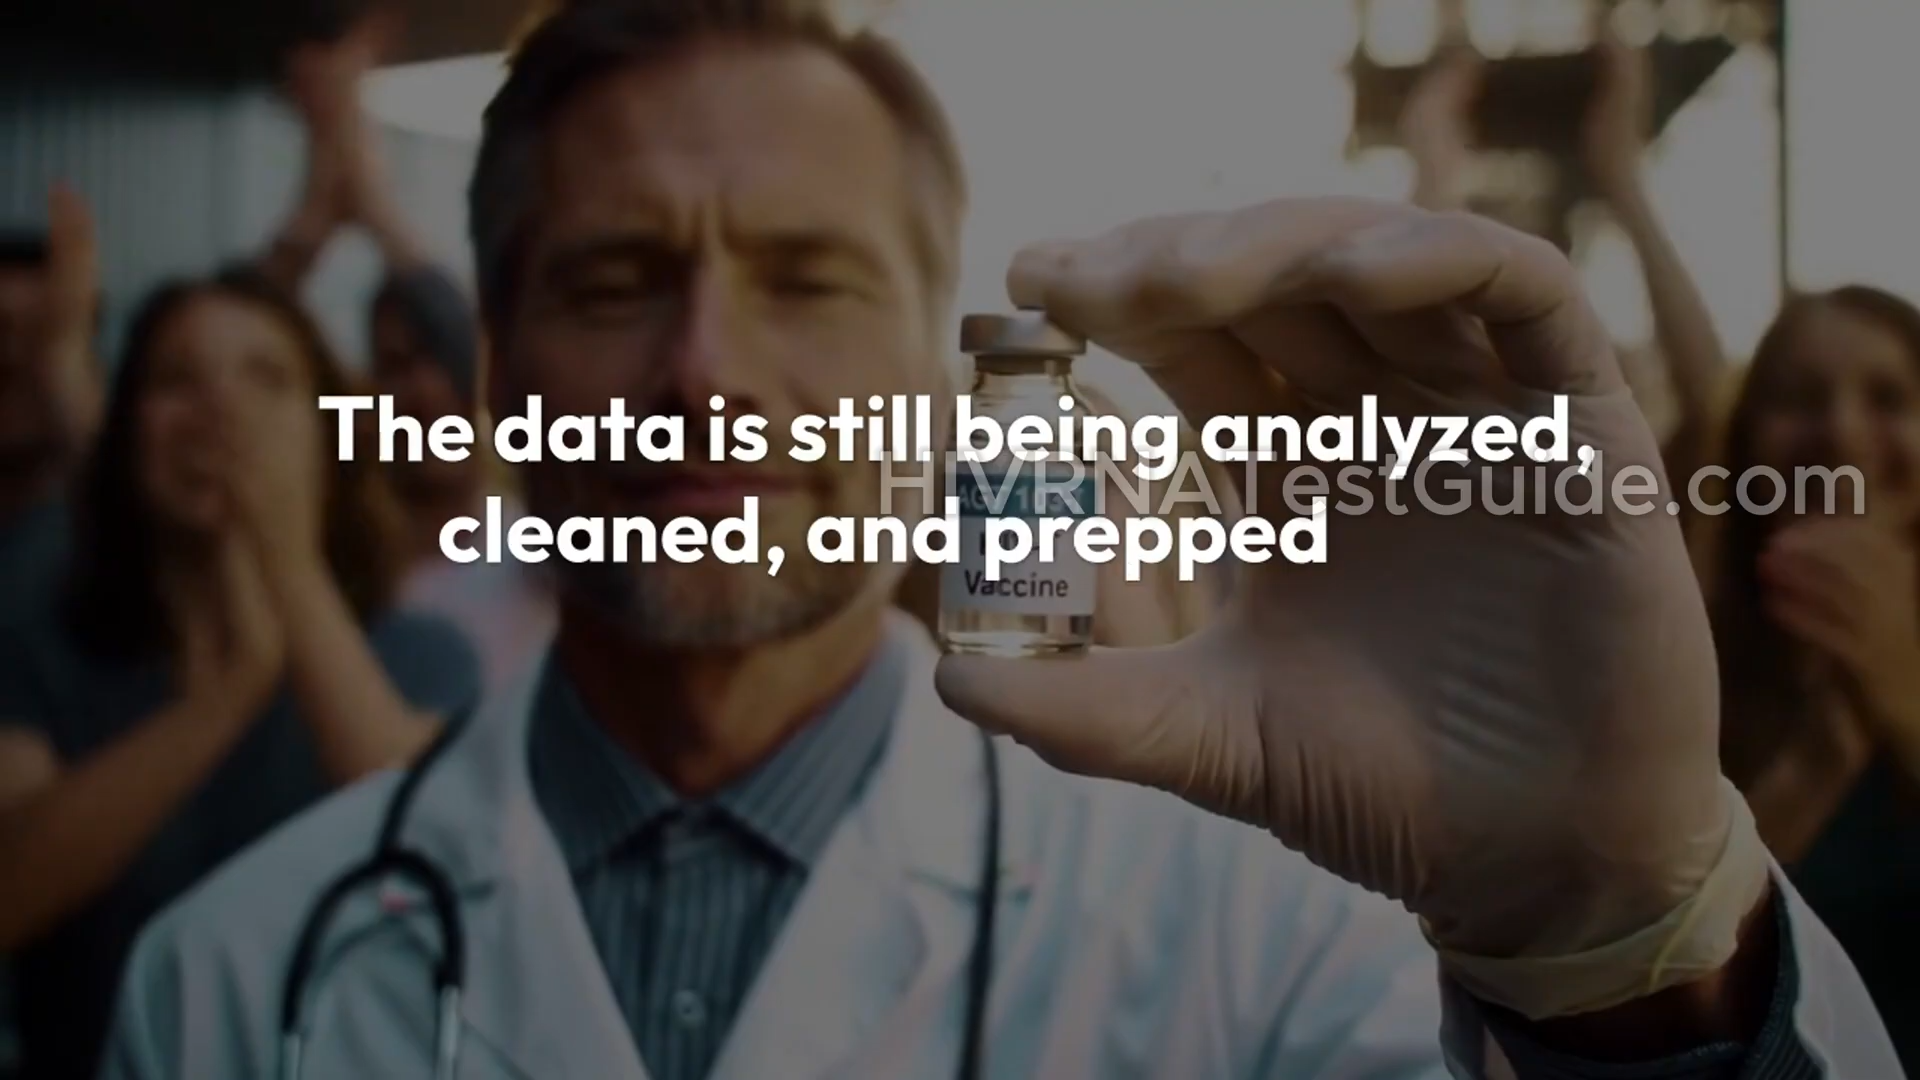 The data is still being analyzed,
cleaned, and prepped
HIVRNATestGuide.com
Vaccine